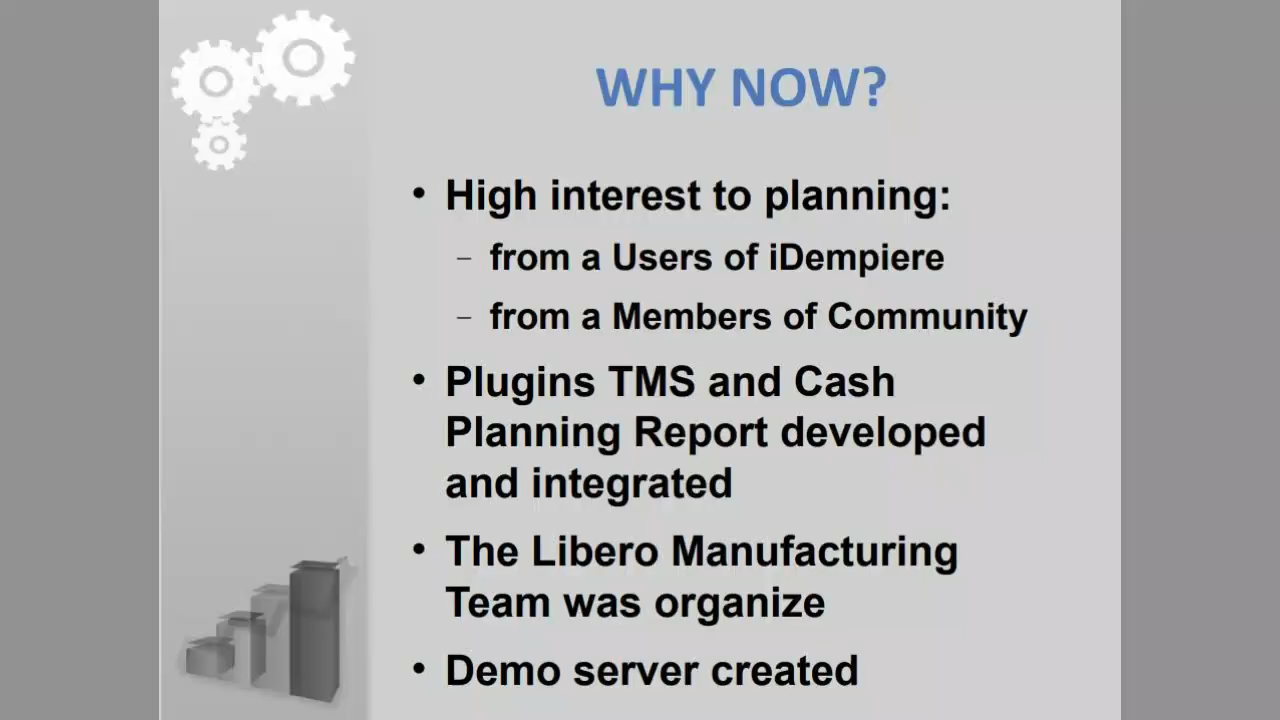 WHY NOW?
• High interest to planning:
– from a Users of iDempiere
– from a Members of Community
• Plugins TMS and Cash
Planning Report developed
and integrated
• The Libero Manufacturing
Team was organize
• Demo server created